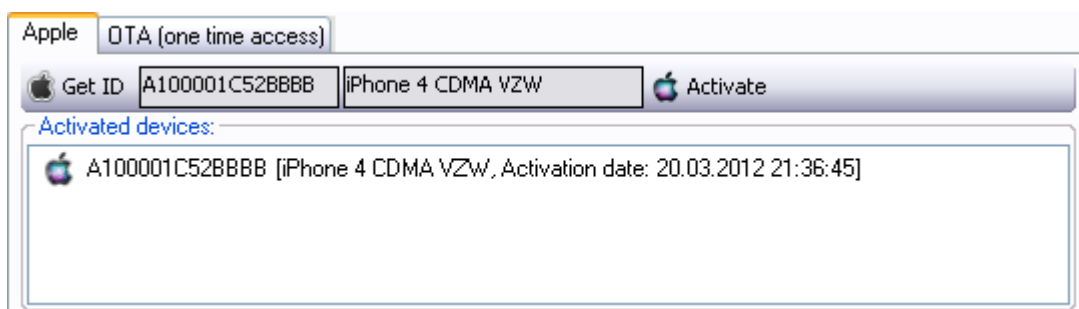 Apple OTA (one time access)
Get ID A100001C52BBBB iPhone 4 CDMA VZW Activate
Activated devices:
A100001C52BBBB [iPhone 4 CDMA VZW, Activation date: 20.03.2012 21:36:45]